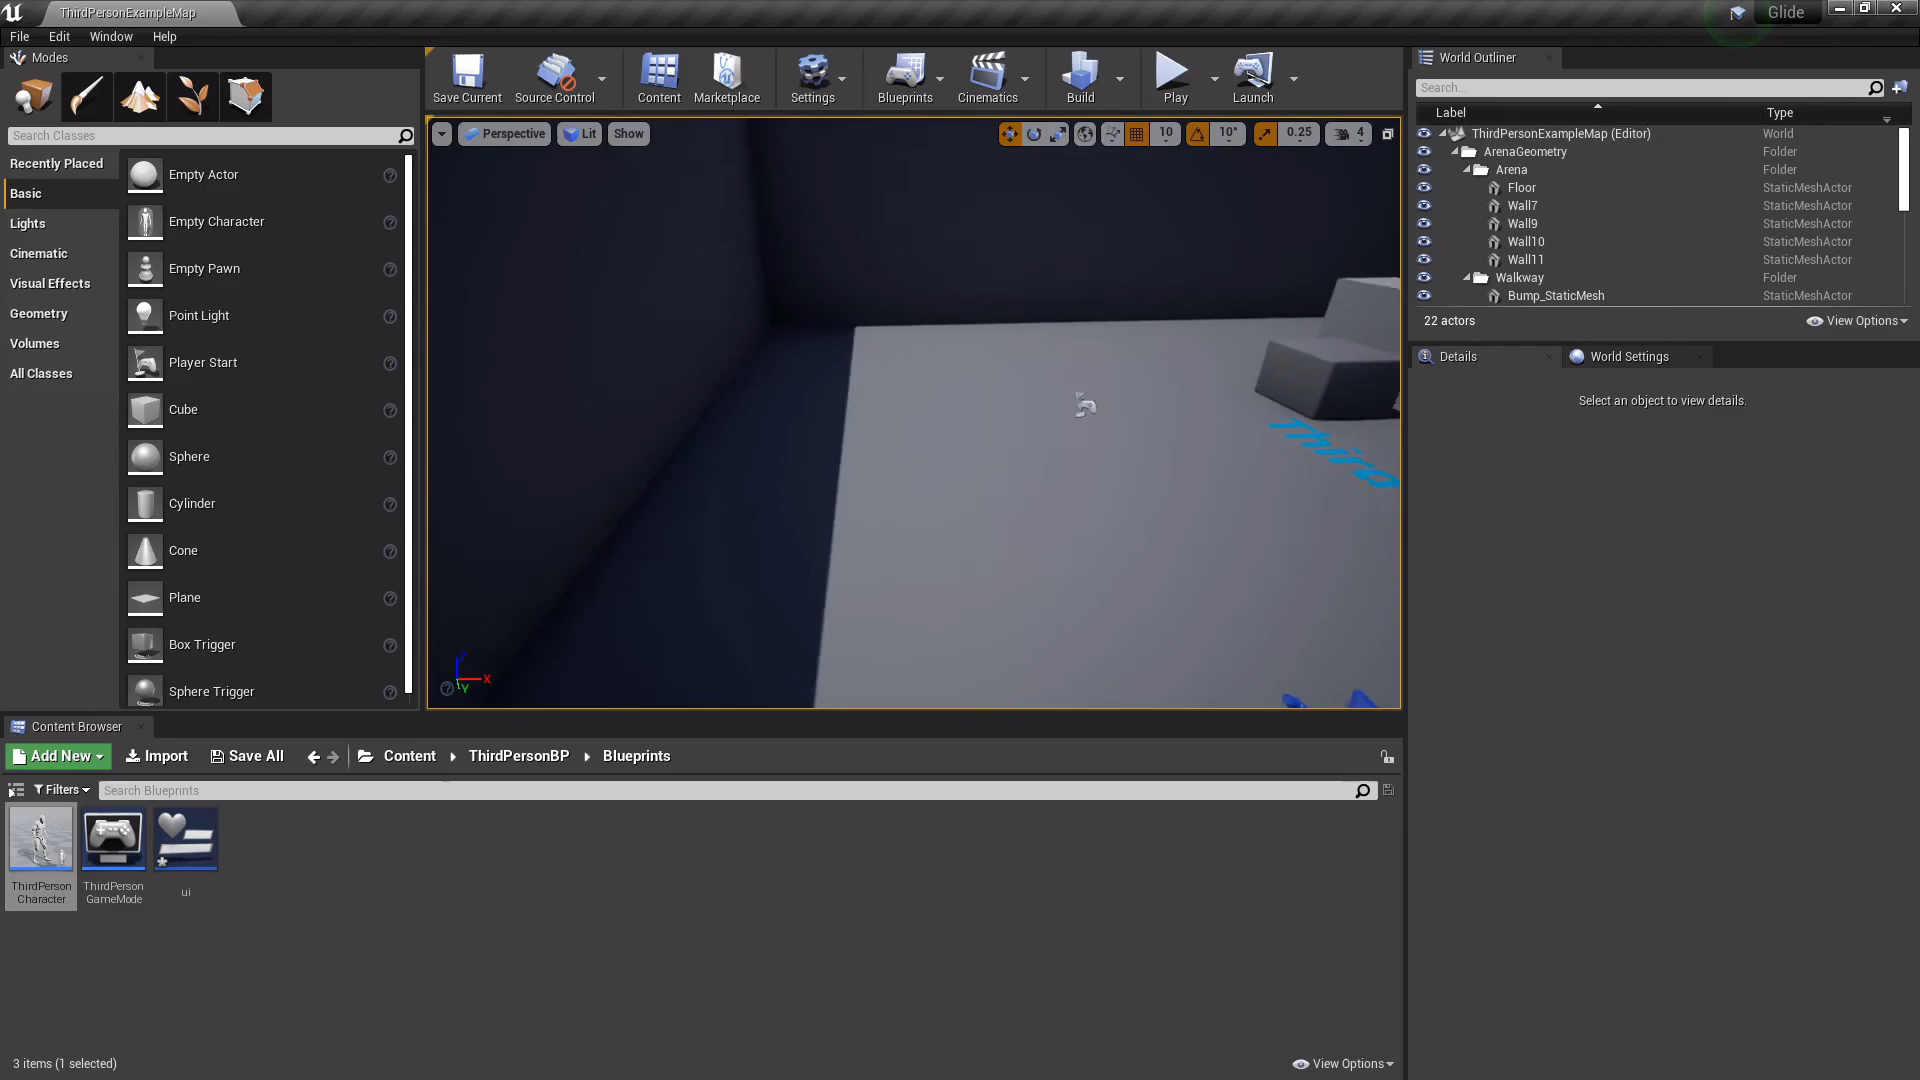 ThirdPersonExampleMap
Glide
File Edit Window Help
Modes
Search Classes
Recently Placed
Basic
Lights
Cinematic
Visual Effects
Geometry
Volumes
All Classes
Empty Actor
Empty Character
Empty Pawn
Point Light
Player Start
Cube
Sphere
Cylinder
Cone
Plane
Box Trigger
Sphere Trigger
Save Current
Source Control
Content
Marketplace
Settings
Blueprints
Cinematics
Build
Play
Launch
Perspective Lit Show
10 10° 0.25 4
Third
X
Y
World Outliner
Search...
Label Type
ThirdPersonExampleMap (Editor) World
ArenaGeometry Folder
Arena Folder
Floor StaticMeshActor
Wall7 StaticMeshActor
Wall9 StaticMeshActor
Wall10 StaticMeshActor
Wall11 StaticMeshActor
Walkway Folder
Bump_StaticMesh StaticMeshActor
22 actors View Options
Details World Settings
Select an object to view details.
Content Browser
Add New Import Save All Content ThirdPersonBP Blueprints
Filters Search Blueprints
ThirdPerson
Character
ThirdPerson
GameMode
ui
3 items (1 selected) View Options